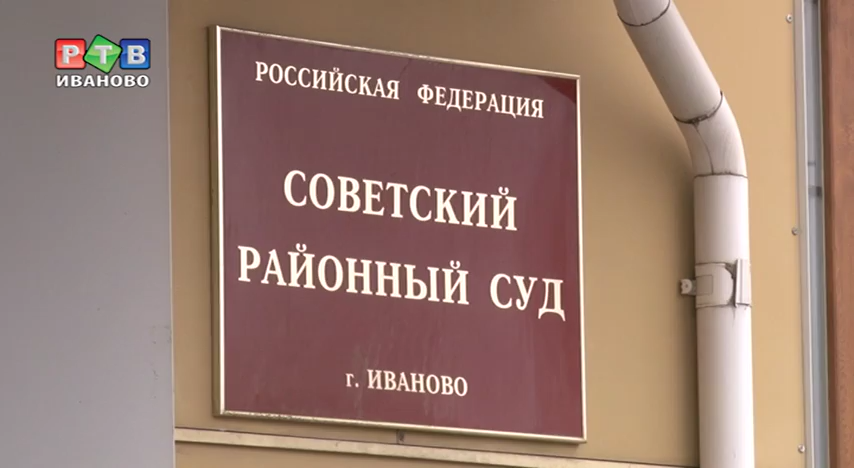 РТВ
ИВАНОВО
РОССИЙСКАЯ ФЕДЕРАЦИЯ
СОВЕТСКИЙ
РАЙОННЫЙ СУД
г. ИВАНОВО